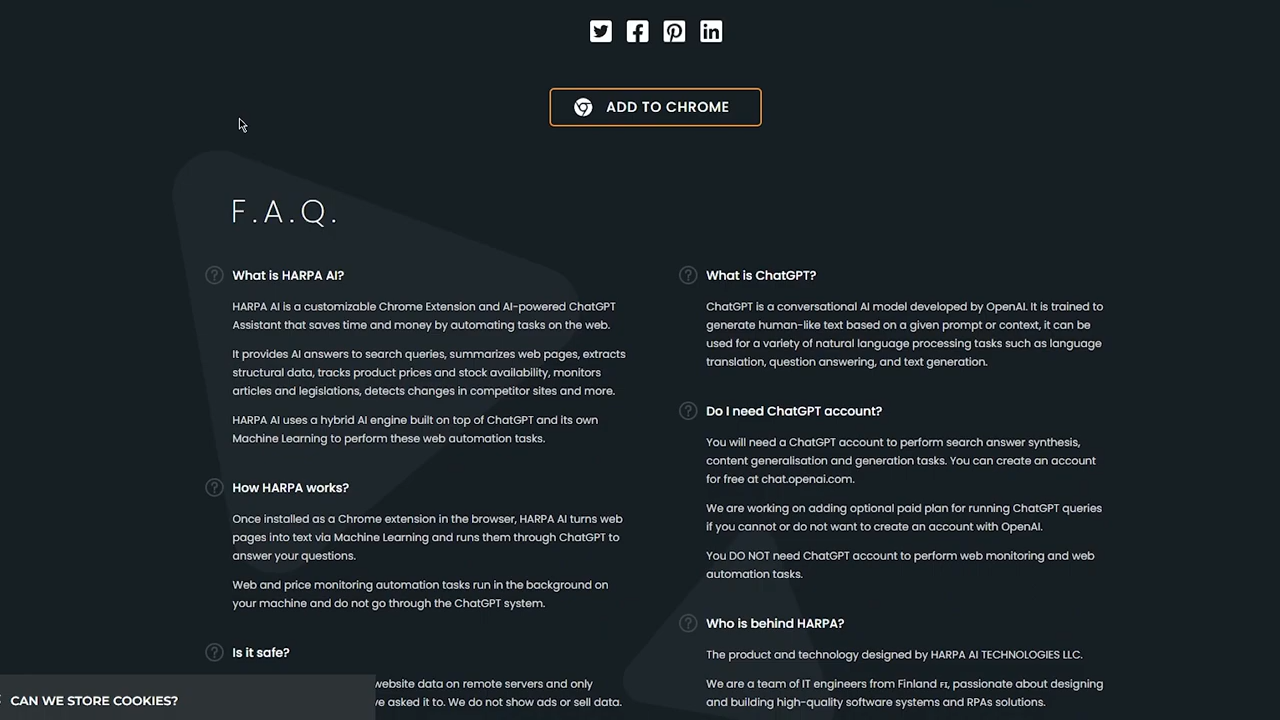 ADD TO CHROME
F.A.Q.
What is HARPA AI?
HARPA AI is a customizable Chrome Extension and AI-powered ChatGPT
Assistant that saves time and money by automating tasks on the web.
It provides AI answers to search queries, summarizes web pages, extracts
structural data, tracks product prices and stock availability, monitors
articles and legislations, detects changes in competitor sites and more.
HARPA AI uses a hybrid AI engine built on top of ChatGPT and its own
Machine Learning to perform these web automation tasks.
How HARPA works?
Once installed as a Chrome extension in the browser, HARPA AI turns web
pages into text via Machine Learning and runs them through ChatGPT to
answer your questions.
Web and price monitoring automation tasks run in the background on
your machine and do not go through the ChatGPT system.
Is it safe?
website data on remote servers and only
ve asked it to. We do not show ads or sell data.
What is ChatGPT?
ChatGPT is a conversational AI model developed by OpenAI. It is trained to
generate human-like text based on a given prompt or context, it can be
used for a variety of natural language processing tasks such as language
translation, question answering, and text generation.
Do I need ChatGPT account?
You will need a ChatGPT account to perform search answer synthesis,
content generalisation and generation tasks. You can create an account
for free at chat.openai.com.
We are working on adding optional paid plan for running ChatGPT queries
if you cannot or do not want to create an account with OpenAI.
You DO NOT need ChatGPT account to perform web monitoring and web
automation tasks.
Who is behind HARPA?
The product and technology designed by HARPA AI TECHNOLOGIES LLC.
We are a team of IT engineers from Finland FI, passionate about designing
and building high-quality software systems and RPAs solutions.
CAN WE STORE COOKIES?